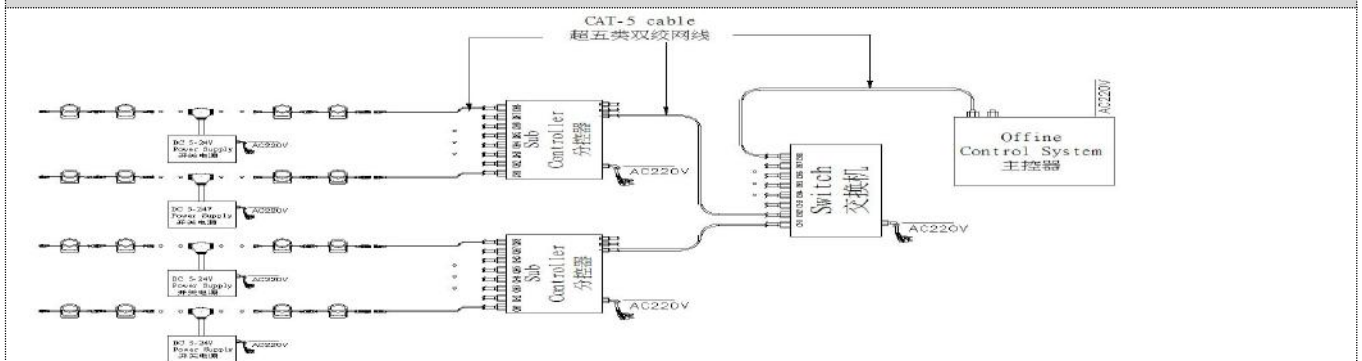 CAT-5 cable
超五类双绞网线
AC220V
Offine
Control System
主控器
Sub
Controller
分控器
AC220V
DC 5-24V
Power Supply
开关电源
AC220V
Switch
交换机
AC220V
DC 5-24V
Power Supply
开关电源
AC220V
Sub
Controller
分控器
AC220V
DC 5-24V
Power Supply
开关电源
AC220V
DC 5-24V
Power Supply
开关电源
AC220V